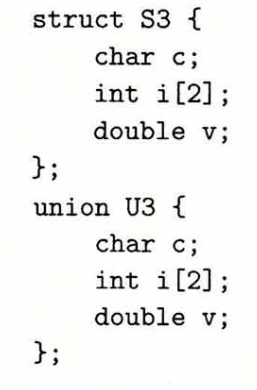 struct S3 {
    char c;
    int i[2];
    double v;
};
union U3 {
    char c;
    int i[2];
    double v;
};